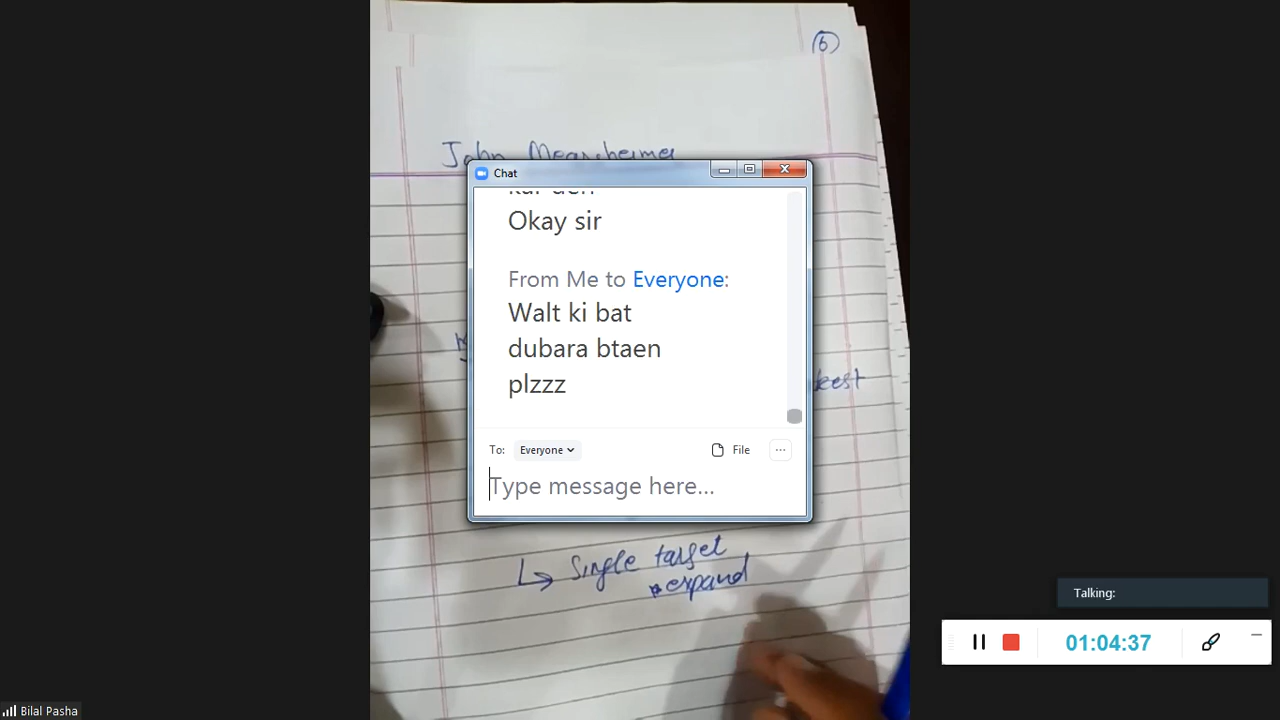 6
John Mearsheimer
Chat
Okay sir
From Me to Everyone:
Walt ki bat
dubara btaen
plzzz
To: Everyone
File
Type message here...
↳ Single target
expand
Talking:
01:04:37
Bilal Pasha